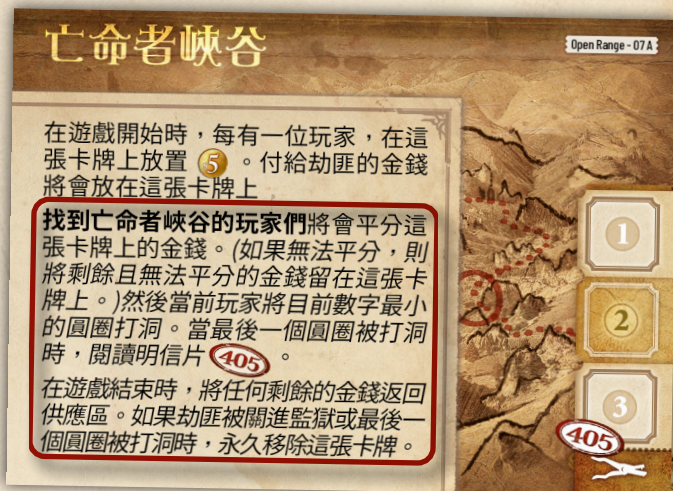 亡命者峽谷
Open Range - 07 A
在遊戲開始時，每有一位玩家，在這
張卡牌上放置 5 。付給劫匪的金錢
將會放在這張卡牌上
找到亡命者峽谷的玩家們將會平分這
張卡牌上的金錢。(如果無法平分，則
將剩餘且無法平分的金錢留在這張卡
牌上。)然後當前玩家將目前數字最小
的圓圈打洞。當最後一個圓圈被打洞
時，閱讀明信片 405 。
在遊戲結束時，將任何剩餘的金錢返回
供應區。如果劫匪被關進監獄或最後一
個圓圈被打洞時，永久移除這張卡牌。
1
2
3
405